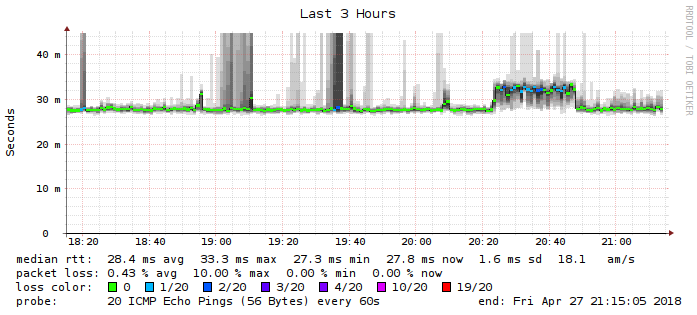 Last 3 Hours
RRDTOOL / TOBI OETIKER
Seconds
40 m
30 m
20 m
10 m
0
18:20 18:40 19:00 19:20 19:40 20:00 20:20 20:40 21:00
median rtt: 28.4 ms avg 33.3 ms max 27.3 ms min 27.8 ms now 1.6 ms sd 18.1 am/s
packet loss: 0.43 % avg 10.00 % max 0.00 % min 0.00 % now
loss color: 0 1/20 2/20 3/20 4/20 10/20 19/20
probe: 20 ICMP Echo Pings (56 Bytes) every 60s end: Fri Apr 27 21:15:05 2018